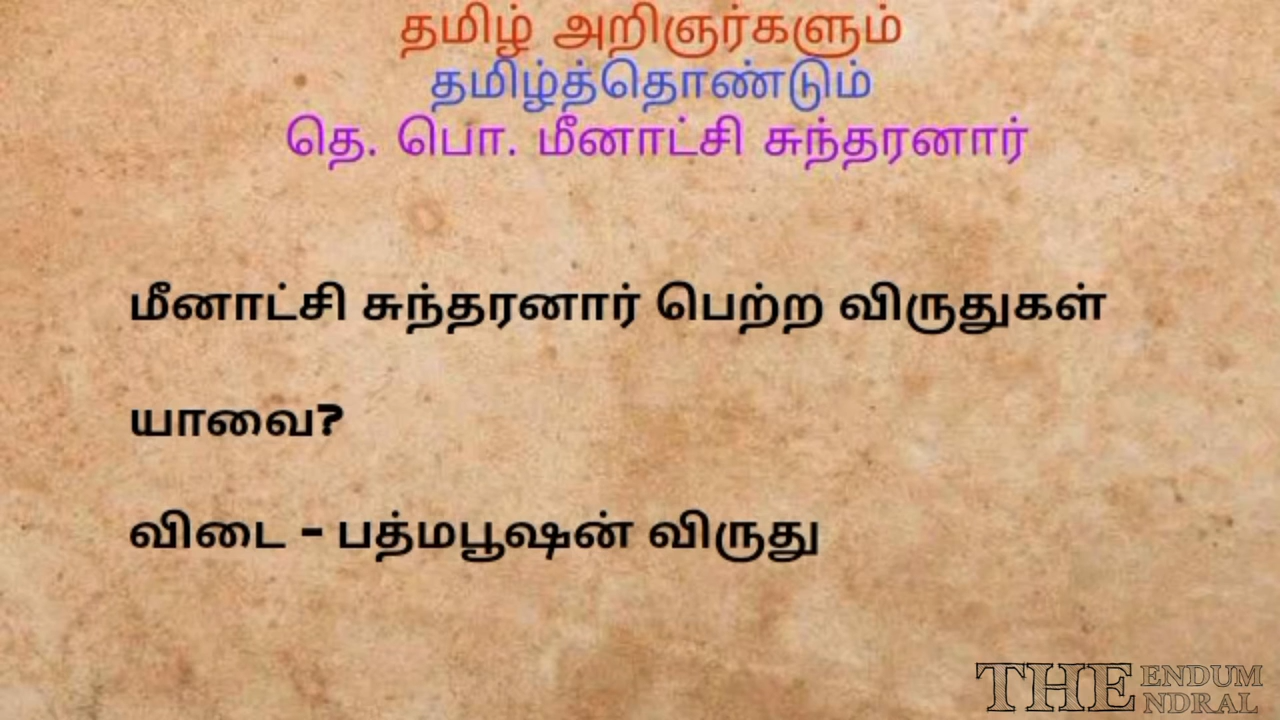 தமிழ் அறிஞர்களும்
தமிழ்த்தொண்டும்
தெ. பொ. மீனாட்சி சுந்தரனார்
மீனாட்சி சுந்தரனார் பெற்ற விருதுகள்
யாவை?
விடை - பத்மபூஷன் விருது
THE ENDUM
NDRAL